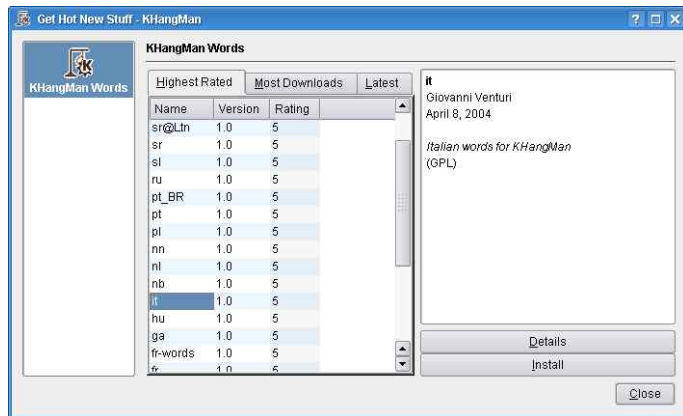 Get Hot New Stuff - KHangMan
KHangMan Words
KHangMan Words
Highest Rated Most Downloads Latest
Name Version Rating
sr@Ltn 1.0 5
sr 1.0 5
sl 1.0 5
ru 1.0 5
pt_BR 1.0 5
pt 1.0 5
pl 1.0 5
nn 1.0 5
nl 1.0 5
nb 1.0 5
it 1.0 5
hu 1.0 5
ga 1.0 5
fr-words 1.0 5
fr 1.0 5
it
Giovanni Venturi
April 8, 2004
Italian words for KHangMan
(GPL)
Details
Install
Close